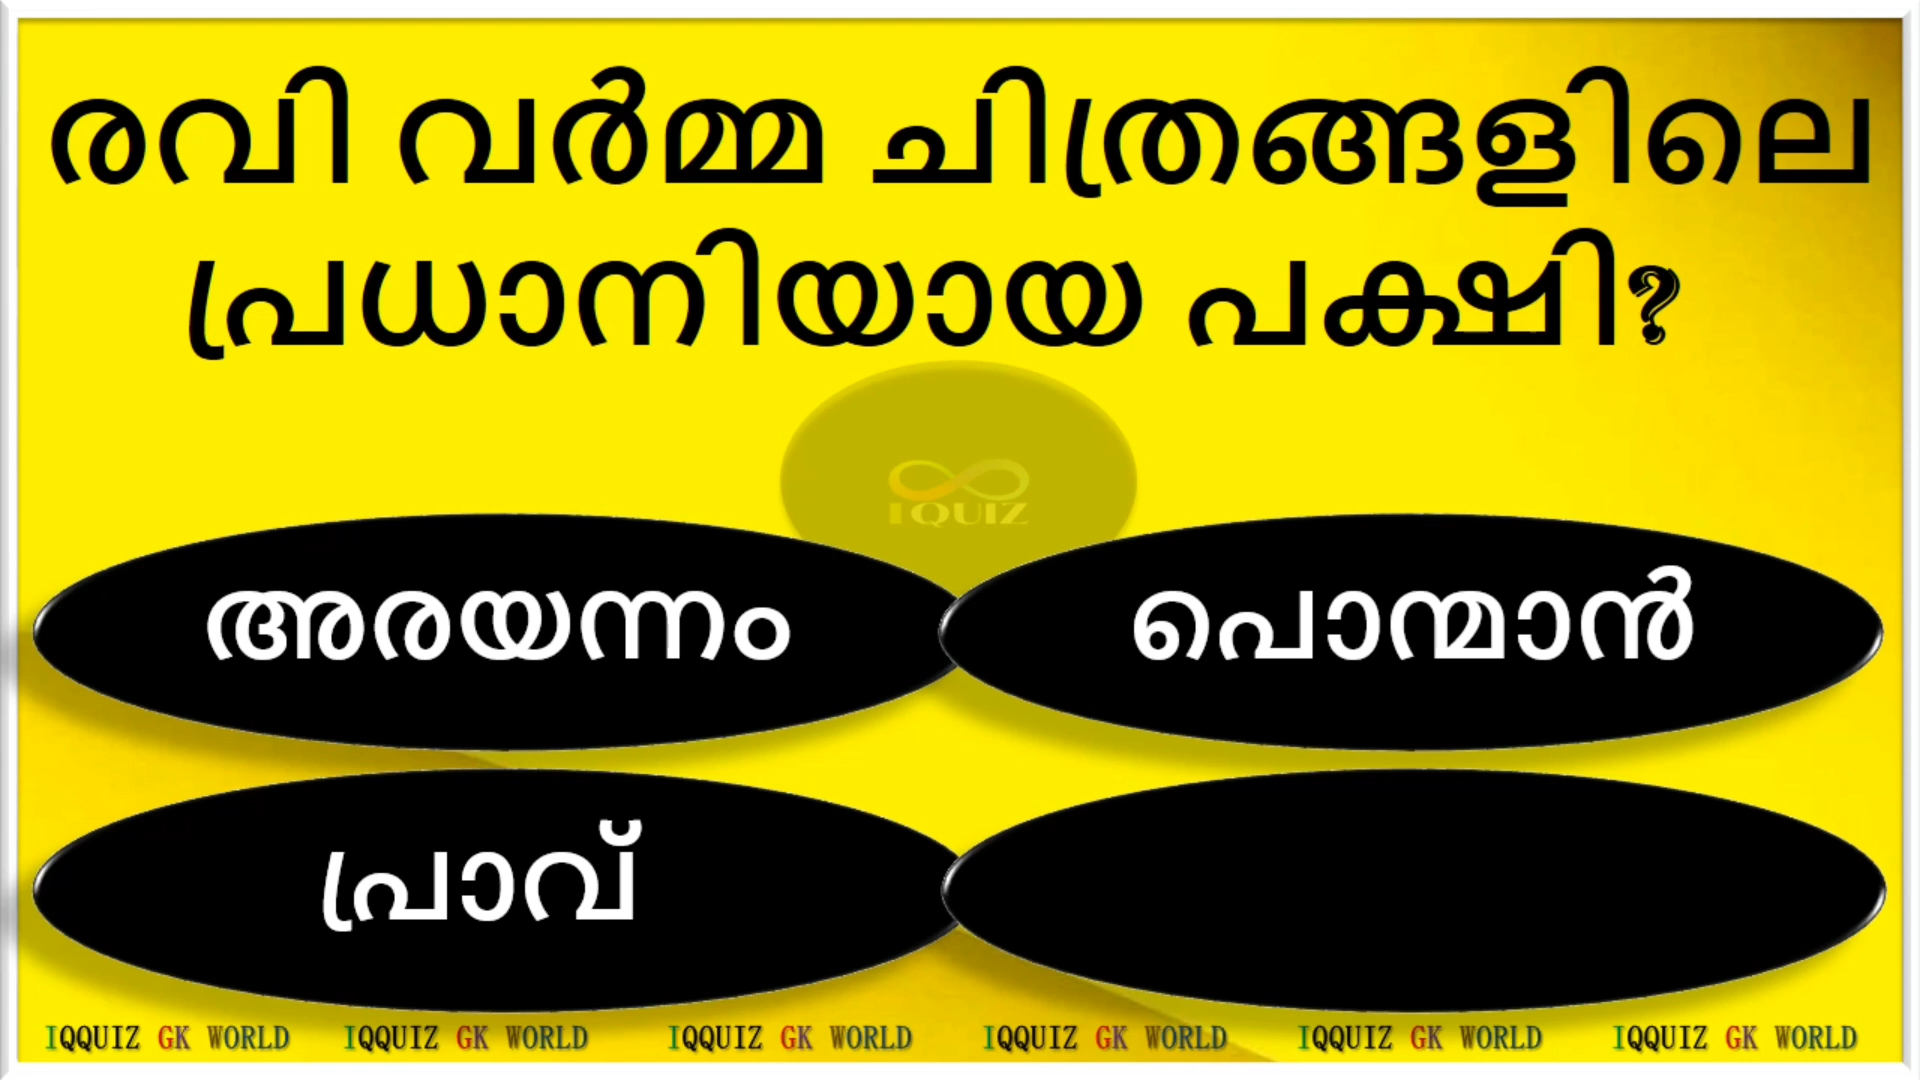 രവി വർമ്മ ചിത്രങ്ങളിലെ
പ്രധാനിയായ പക്ഷി?
IQUIZ
അരയന്നം
പൊന്മാൻ
പ്രാവ്
IQQUIZ GK WORLD IQQUIZ GK WORLD IQQUIZ GK WORLD IQQUIZ GK WORLD IQQUIZ GK WORLD IQQUIZ GK WORLD